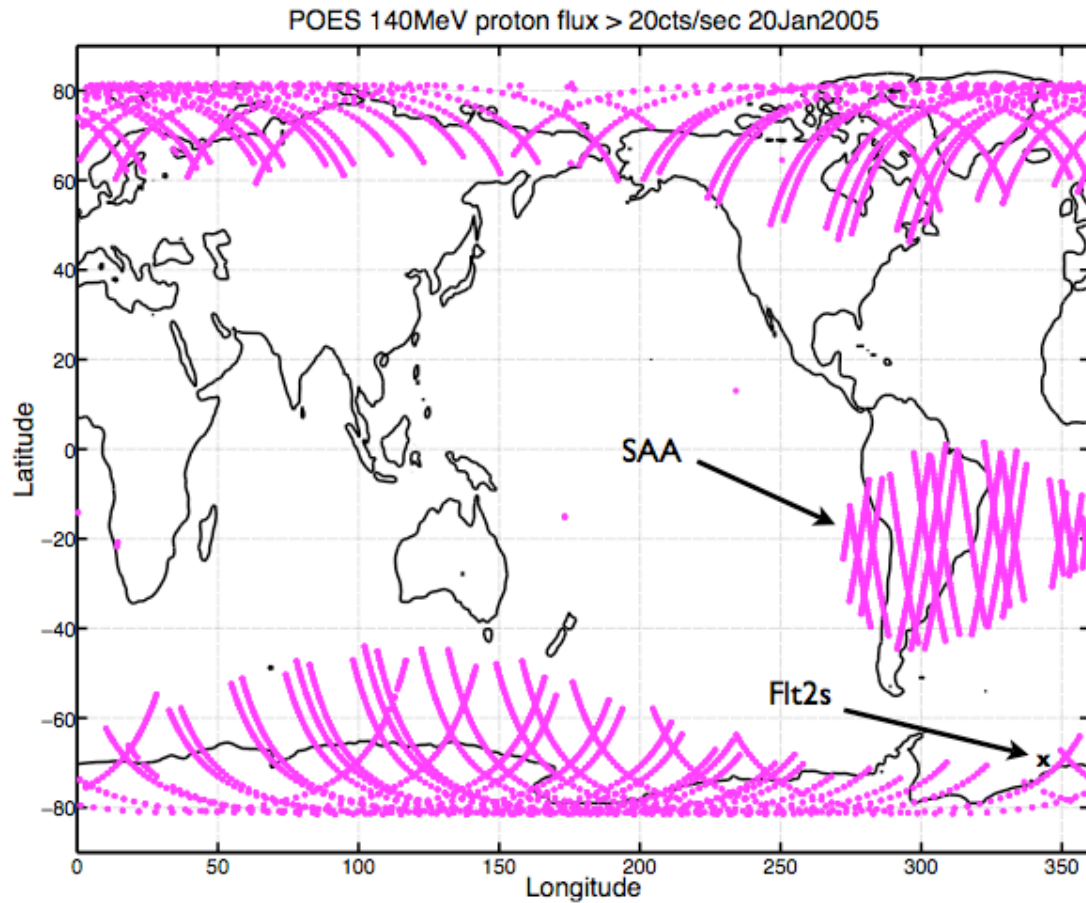 POES 140MeV proton flux > 20cts/sec 20Jan2005
80
60
40
20
0
−20
−40
−60
−80
Latitude
SAA
Flt2s
x
0 50 100 150 200 250 300 350
Longitude